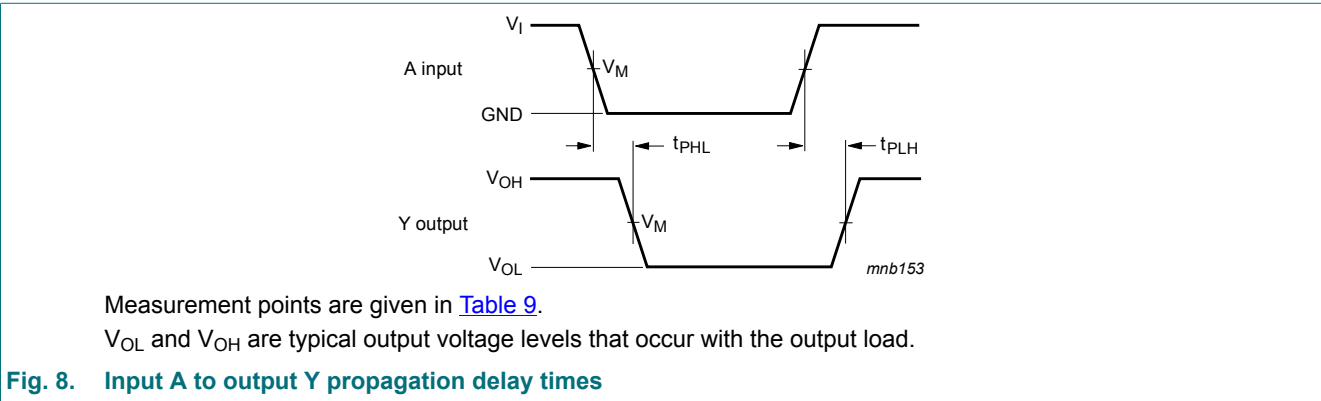 V_I
A input
V_M
GND
t_PHL
t_PLH
V_OH
Y output
V_M
V_OL
mnb153
Measurement points are given in Table 9.
V_OL and V_OH are typical output voltage levels that occur with the output load.
Fig. 8. Input A to output Y propagation delay times